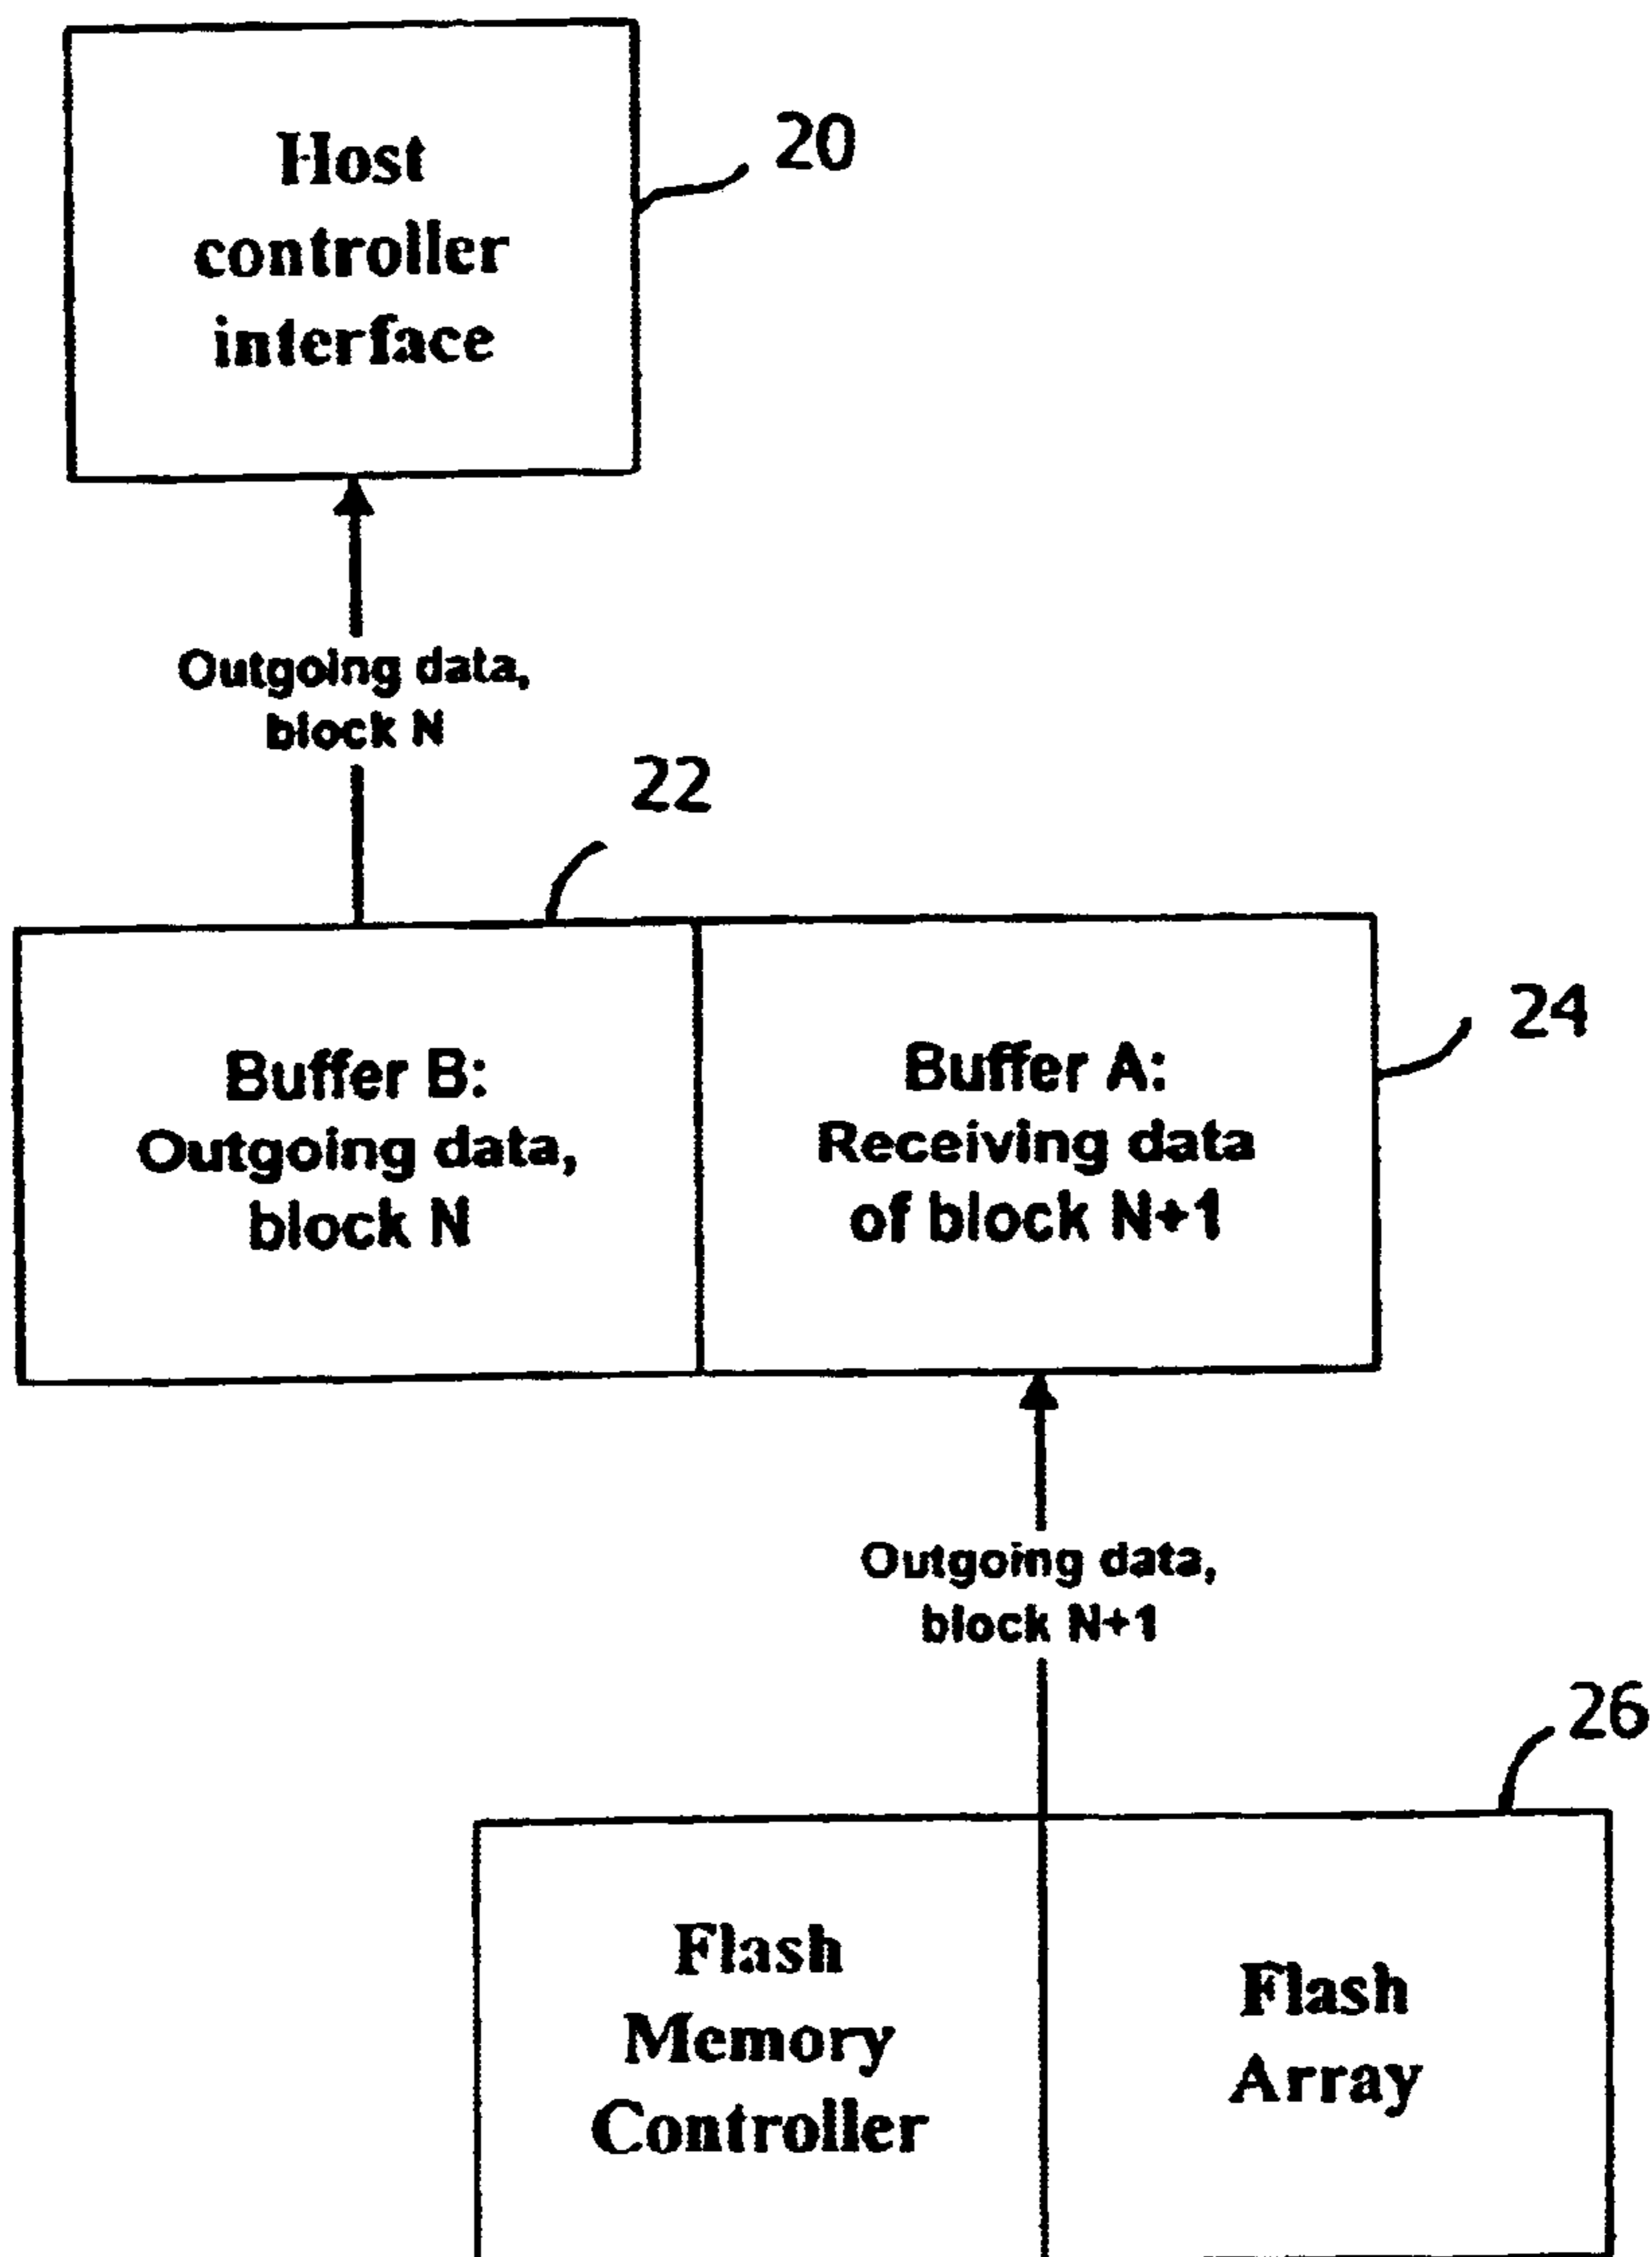 Host
controller
interface
20
Outgoing data,
block N
22
Buffer B:
Outgoing data,
block N
Buffer A:
Receiving data
of block N+1
24
Outgoing data,
block N+1
26
Flash
Memory
Controller
Flash
Array